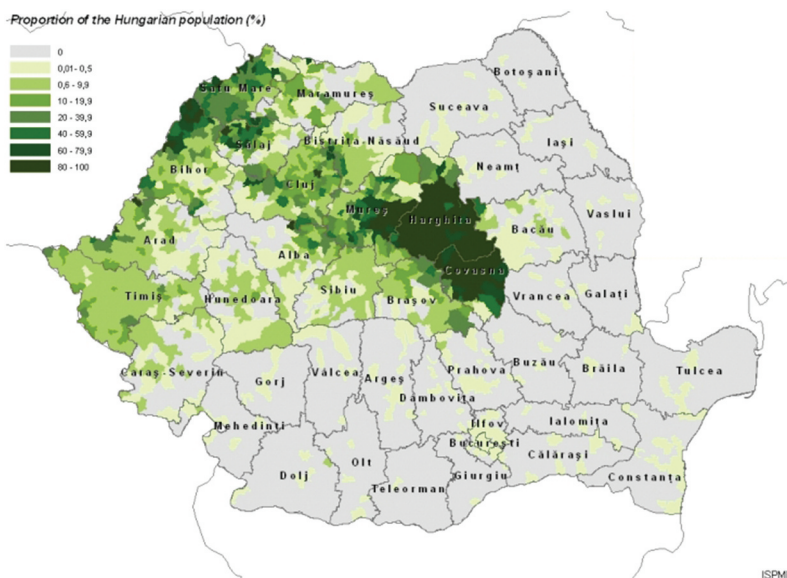 Proportion of the Hungarian population (%)
0
0,01 - 0,5
0,6 - 9,9
10 - 19,9
20 - 39,9
40 - 59,9
60 - 79,9
80 - 100
Botoşani
Satu Mare
Maramureş
Suceava
Iaşi
Sălaj
Bistriţa-Năsăud
Neamţ
Bihor
Cluj
Mureş
Harghita
Vaslui
Bacău
Arad
Alba
Covasna
Timiş
Hunedoara
Sibiu
Braşov
Vrancea
Galaţi
Caraş-Severin
Gorj
Vâlcea
Argeş
Prahova
Buzău
Brăila
Tulcea
Dâmboviţa
Mehedinţi
Ilfov
Ialomiţa
Bucureşti
Călăraşi
Dolj
Olt
Teleorman
Giurgiu
Constanţa
ISPMN